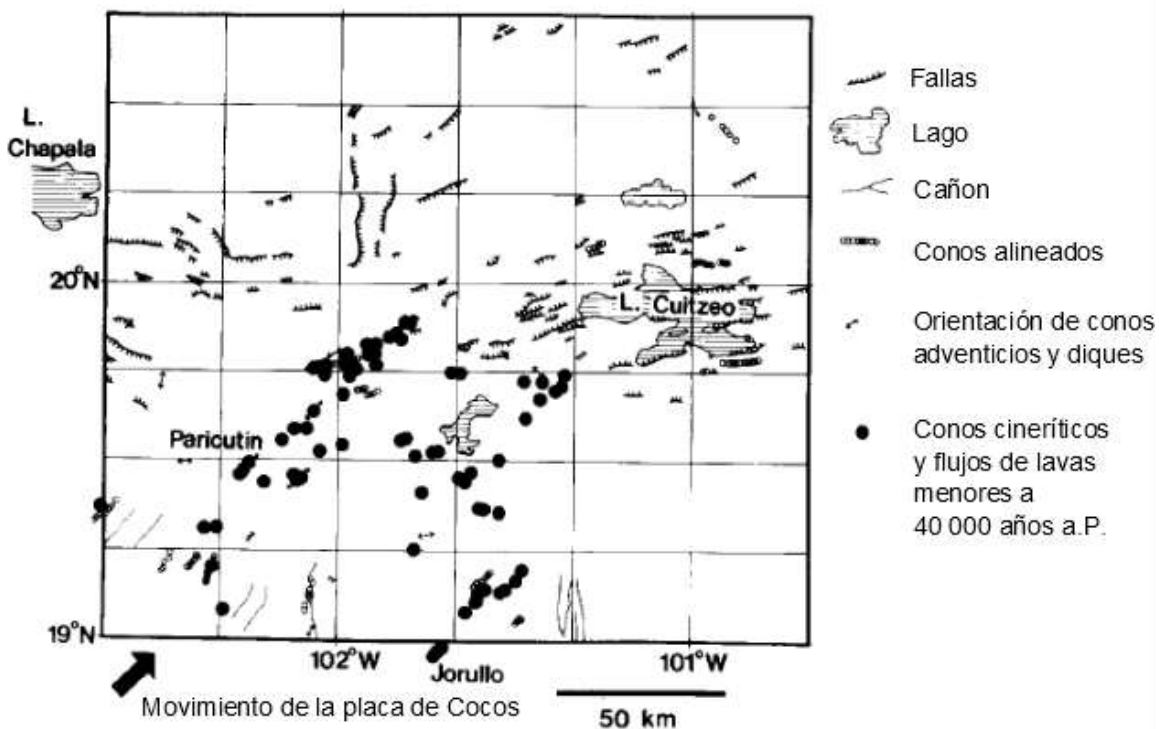 L.
Chapala
20°N
L. Cuitzeo
Paricutin
19°N
102°W
Jorullo
101°W
Movimiento de la placa de Cocos
50 km
Fallas
Lago
Cañon
Conos alineados
Orientación de conos
adventicios y diques
Conos cineríticos
y flujos de lavas
menores a
40 000 años a.P.